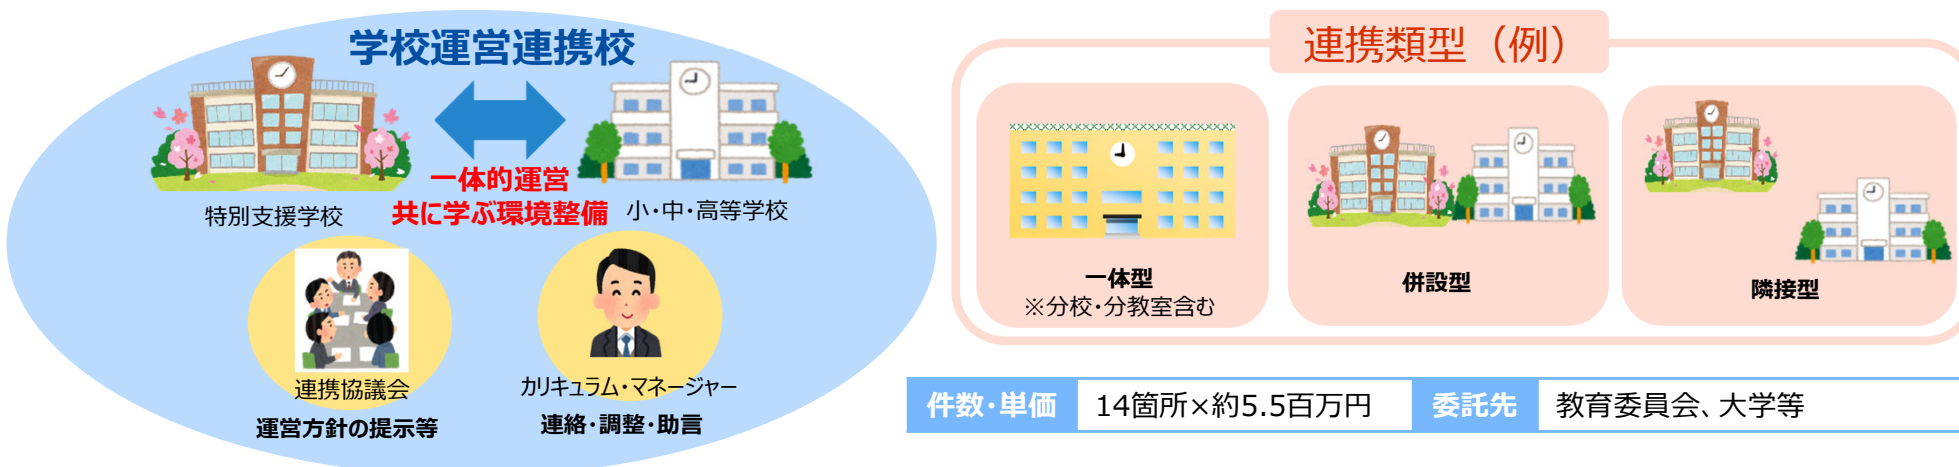 学校運営連携校
一体的運営
共に学ぶ環境整備
特別支援学校
小・中・高等学校
連携協議会
運営方針の提示等
カリキュラム・マネージャー
連絡・調整・助言
連携類型（例）
一体型
※分校・分教室含む
併設型
隣接型
件数・単価 14箇所×約5.5百万円 委託先 教育委員会、大学等